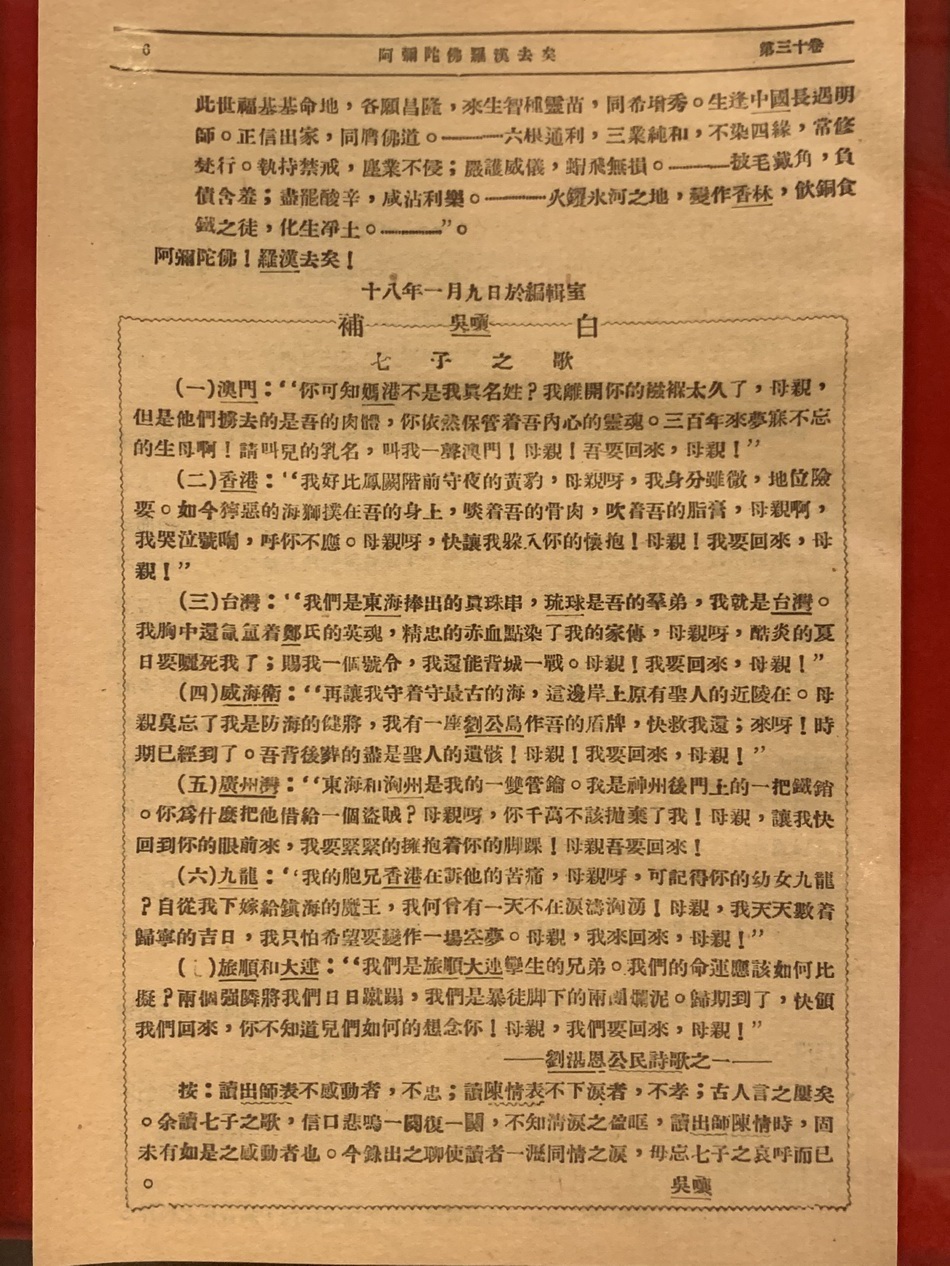 6　阿彌陀佛羅漢去矣　第三十卷
此世福基基命地，各願昌隆，來生智種靈苗，同希增秀。生逢中國長遇明
師。正信出家，同膺佛道。———六根通利，三業純和，不染四緣，常修
梵行。執持禁戒，塵業不侵；嚴護威儀，蜎飛無損。———披毛戴角，負
債含羞；盡罷酸辛，咸沾利樂。———火鑊氷河之地，變作香林，飲銅食
鐵之徒，化生淨土。———”。
阿彌陀佛！羅漢去矣！
十八年一月九日於編輯室
補　吳　白
七子之歌
(一)澳門：“你可知媽港不是我眞名姓？我離開你的襁褓太久了，母親，
但是他們擄去的是吾的肉體，你依然保管着吾內心的靈魂。三百年來夢寐不忘
的生母啊！請叫兒的乳名，叫我一聲澳門！母親！吾要回來，母親！”
(二)香港：“我好比鳳闕階前守夜的黃豹，母親呀，我身分雖微，地位險
要。如今獰惡的海獅撲在吾的身上，啖着吾的骨肉，吹着吾的脂膏，母親啊，
我哭泣號啕，呼你不應。母親呀，快讓我躲入你的懷抱！母親！我要回來，母
親！”
(三)台灣：“我們是東海捧出的眞珠串，琉球是吾的羣弟，我就是台灣。
我胸中還氤氳着鄭氏的英魂，精忠的赤血點染了我的家傳，母親呀，酷炎的夏
日要曬死我了；賜我一個號令，我還能背城一戰。母親！我要回來，母親！”
(四)威海衛：“再讓我守着守最古的海，這邊岸上原有聖人的近陵在。母
親莫忘了我是防海的健將，我有一座劉公島作吾的盾牌，快救我還；來呀！時
期已經到了。吾背後葬的盡是聖人的遺骸！母親！我要回來，母親！”
(五)廣州灣：“東海和洶州是我的一雙管鑰。我是神州後門上的一把鐵銷
。你爲什麼把他借給一個盜賊？母親呀，你千萬不該拋棄了我！母親，讓我快
回到你的眼前來，我要緊緊的擁抱着你的脚踝！母親吾要回來！
(六)九龍：“我的胞兄香港在訴他的苦痛，母親呀，可記得你的幼女九龍
？自從我下嫁給鎮海的魔王，我何曾有一天不在淚濤洶湧！母親，我天天數着
歸寧的吉日，我只怕希望要變作一場空夢。母親，我來回來，母親！”
( )旅順和大連：“我們是旅順大連孿生的兄弟。我們的命運應該如何比
擬？兩個强隣將我們日日蹴蹋，我們是暴徒脚下的兩團爛泥。歸期到了，快領
我們回來，你不知道兒們如何的想念你！母親，我們要回來，母親！”
——劉湛恩公民詩歌之一——
按：讀出師表不感動者，不忠；讀陳情表不下淚者，不孝；古人言之屢矣
。余讀七子之歌，信口悲鳴一闋復一闋，不知淸淚之盈眶，讀出師陳情時，固
未有如是之感動者也。今錄出之聊使讀者一灑同情之淚，毋忘七子之哀呼而已
。　吳